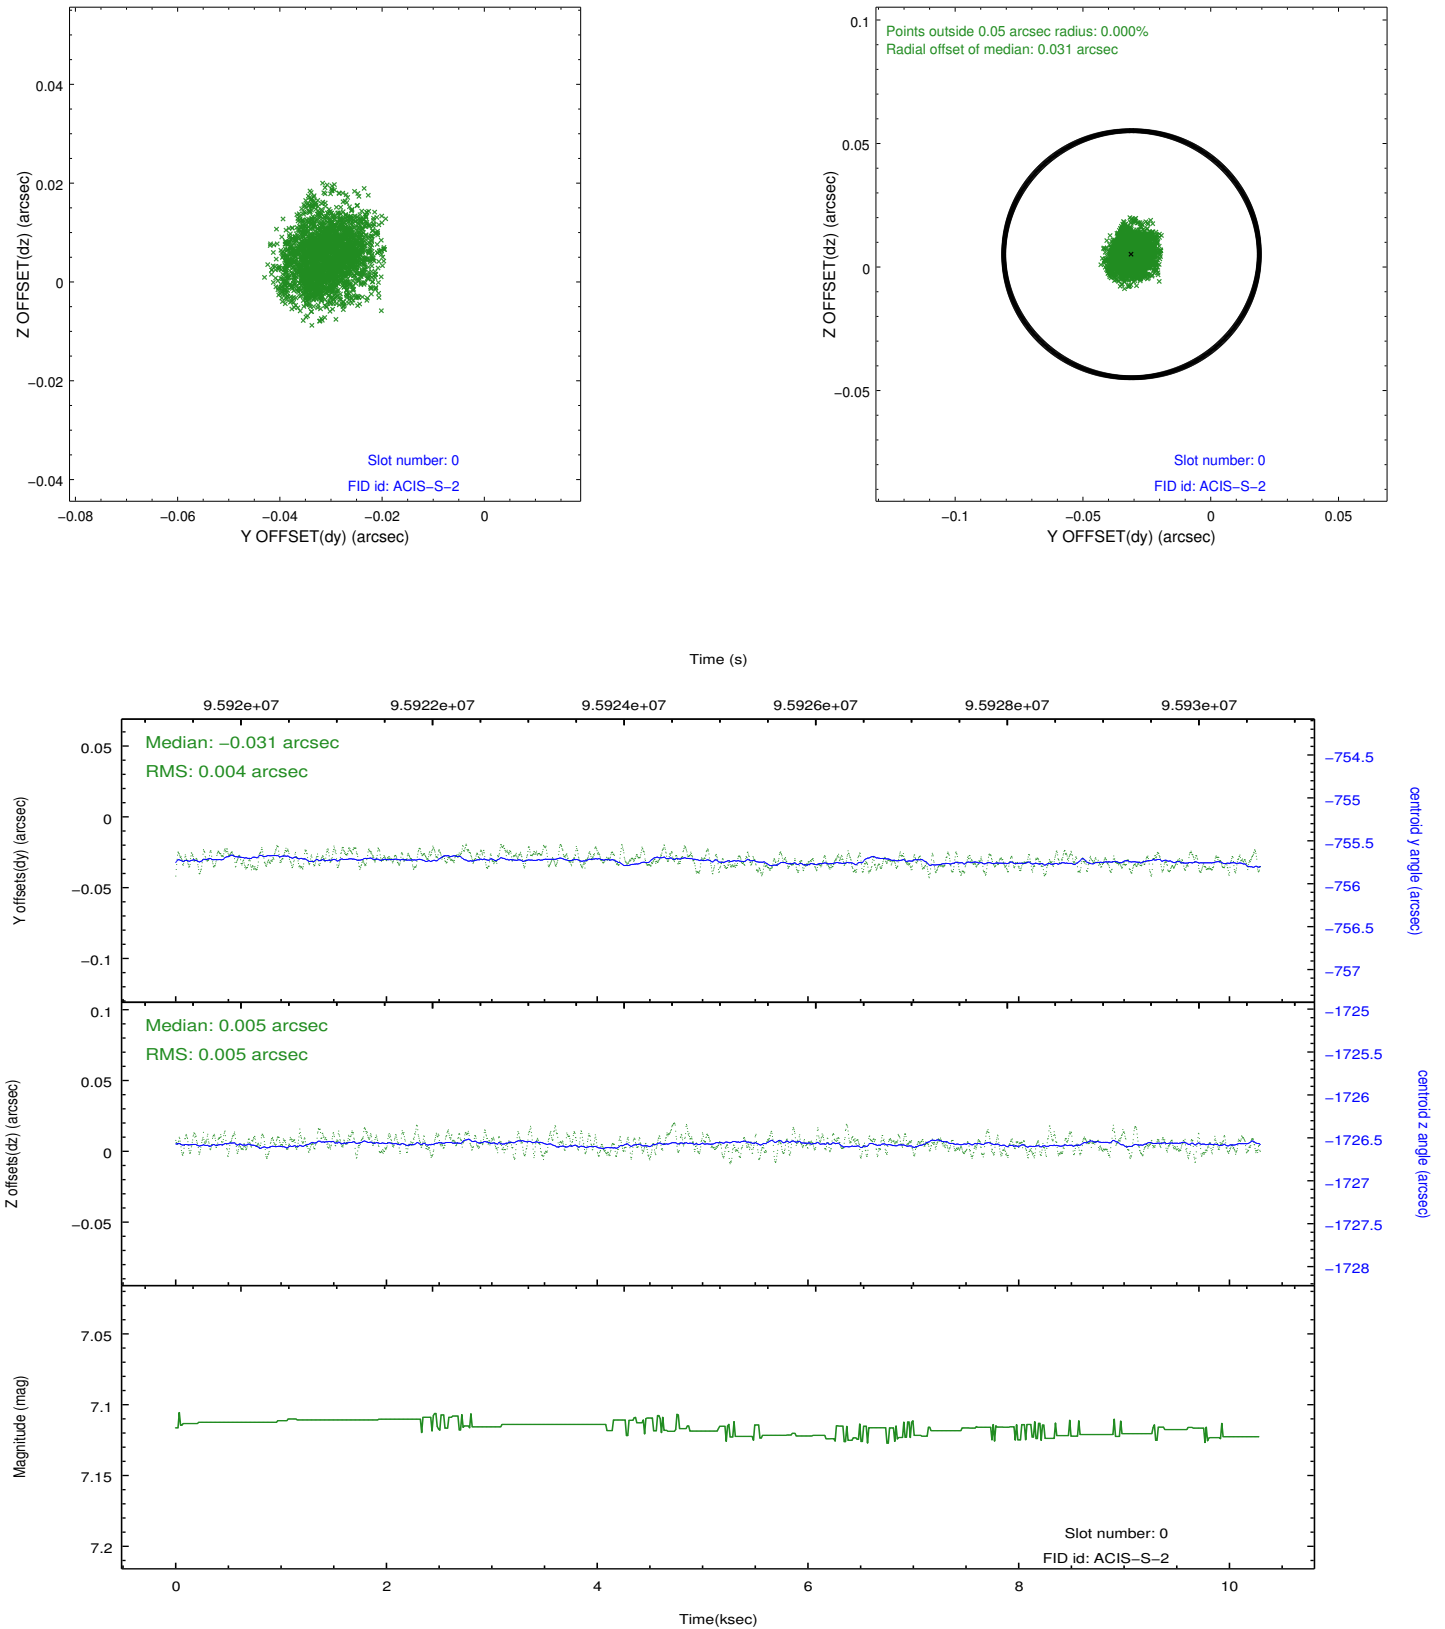 0.04
0.02
0
−0.02
−0.04
Z OFFSET(dz) (arcsec)
Slot number: 0
FID id: ACIS−S−2
−0.08 −0.06 −0.04 −0.02 0
Y OFFSET(dy) (arcsec)
Points outside 0.05 arcsec radius: 0.000%
Radial offset of median: 0.031 arcsec
0.1
0.05
0
−0.05
Z OFFSET(dz) (arcsec)
Slot number: 0
FID id: ACIS−S−2
−0.1 −0.05 0 0.05
Y OFFSET(dy) (arcsec)
Time (s)
9.592e+07 9.5922e+07 9.5924e+07 9.5926e+07 9.5928e+07 9.593e+07
Median: −0.031 arcsec
RMS: 0.004 arcsec
0.05
0
−0.05
−0.1
Y offsets(dy) (arcsec)
−754.5
−755
−755.5
−756
−756.5
−757
centroid y angle (arcsec)
Median: 0.005 arcsec
RMS: 0.005 arcsec
0.1
0.05
0
−0.05
Z offsets(dz) (arcsec)
−1725
−1725.5
−1726
−1726.5
−1727
−1727.5
−1728
centroid z angle (arcsec)
7.05
7.1
7.15
7.2
Magnitude (mag)
Slot number: 0
FID id: ACIS−S−2
0 2 4 6 8 10
Time(ksec)